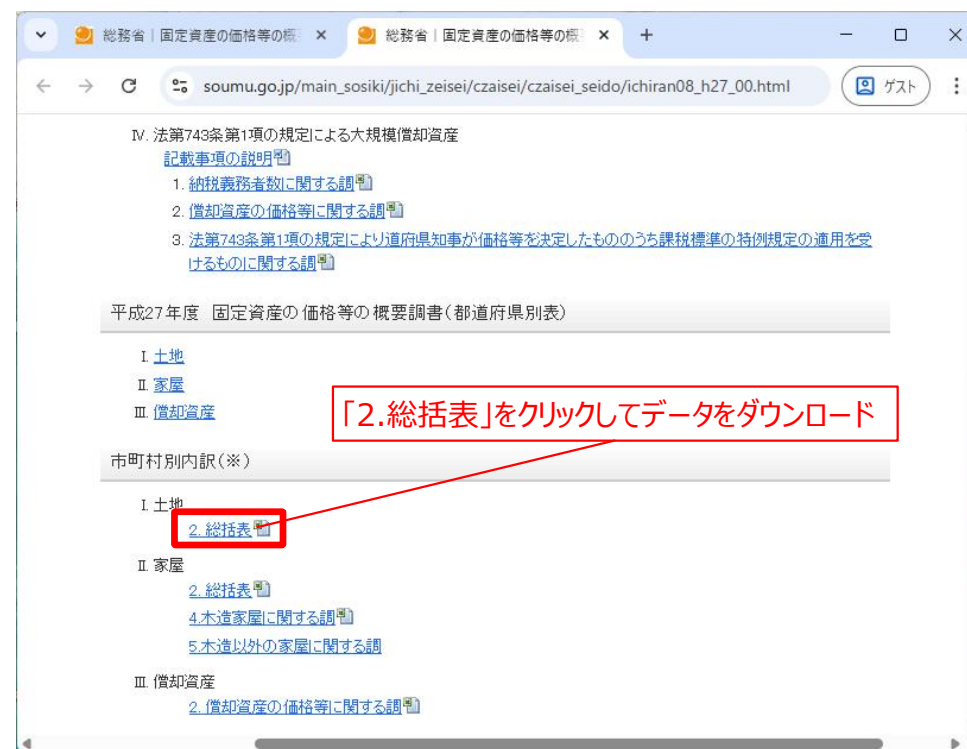 総務省｜固定資産の価格等の概
総務省｜固定資産の価格等の概
soumu.go.jp/main_sosiki/jichi_zeisei/czaisei/czaisei_seido/ichiran08_h27_00.html
ゲスト
Ⅳ. 法第743条第1項の規定による大規模償却資産
記載事項の説明
1. 納税義務者数に関する調
2. 償却資産の価格等に関する調
3. 法第743条第1項の規定により道府県知事が価格等を決定したもののうち課税標準の特例規定の適用を受
けるものに関する調
平成27年度　固定資産の価格等の概要調書（都道府県別表）
Ⅰ. 土地
Ⅱ. 家屋
Ⅲ. 償却資産
「2.総括表」をクリックしてデータをダウンロード
市町村別内訳（※）
Ⅰ. 土地
2. 総括表
Ⅱ. 家屋
2. 総括表
4.木造家屋に関する調
5.木造以外の家屋に関する調
Ⅲ. 償却資産
2. 償却資産の価格等に関する調